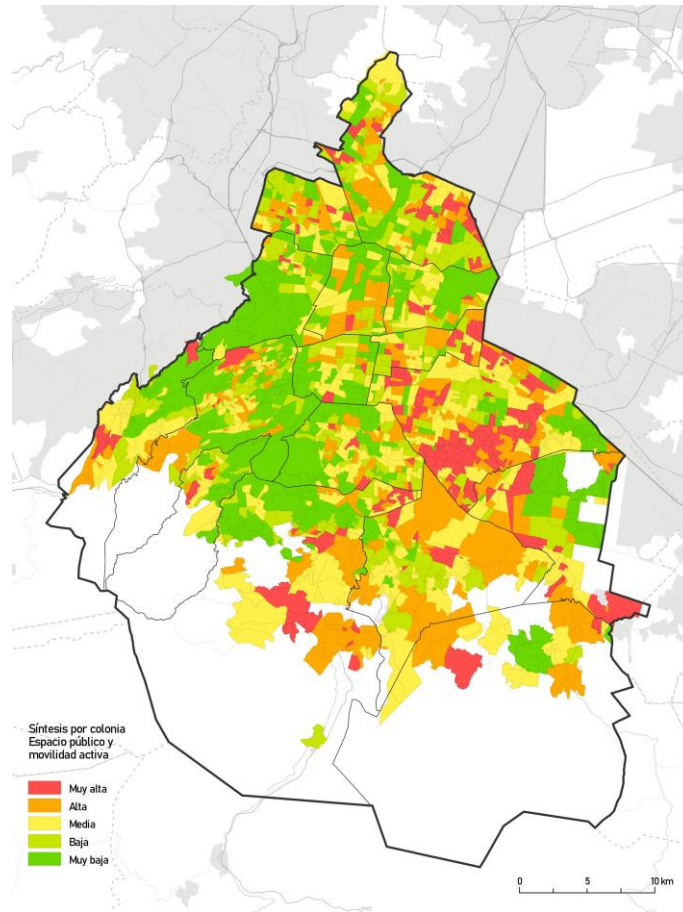 Síntesis por colonia
Espacio público y
movilidad activa
Muy alta
Alta
Media
Baja
Muy baja
0 5 10 km